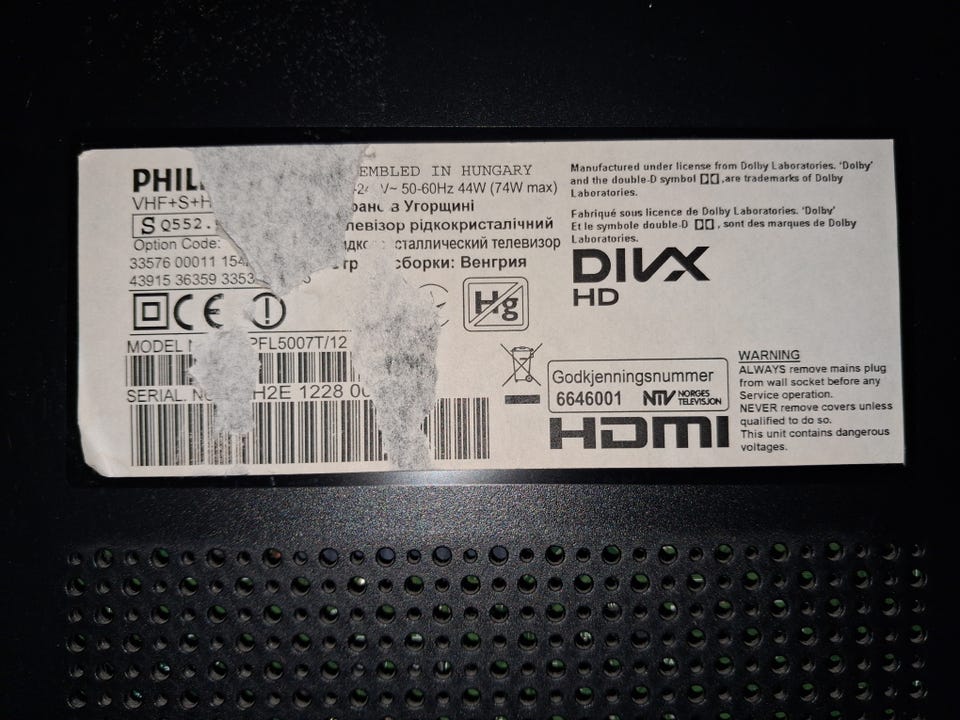 PHIL
VHF+S+H
S Q552.
Option Code:
33576 00011 154
43915 36359 3353
CE
MODEL N PFL5007T/12
SERIAL. NO H2E 1228 00
EMBLED IN HUNGARY
V~ 50-60Hz 44W (74W max)
в Угорщині
левізор рідкокристалічний
сталлический телевизор
сборки: Венгрия
Hg
Manufactured under license from Dolby Laboratories. 'Dolby'
and the double-D symbol ,are trademarks of Dolby
Laboratories.
Fabriqué sous licence de Dolby Laboratories. 'Dolby'
Et le symbole double-D , sont des marques de Dolby
Laboratories.
DIVX
HD
Godkjenningsnummer
6646001 NTV NORGES
TELEVISJON
HDMI
WARNING
ALWAYS remove mains plug
from wall socket before any
Service operation.
NEVER remove covers unless
qualified to do so.
This unit contains dangerous
voltages.